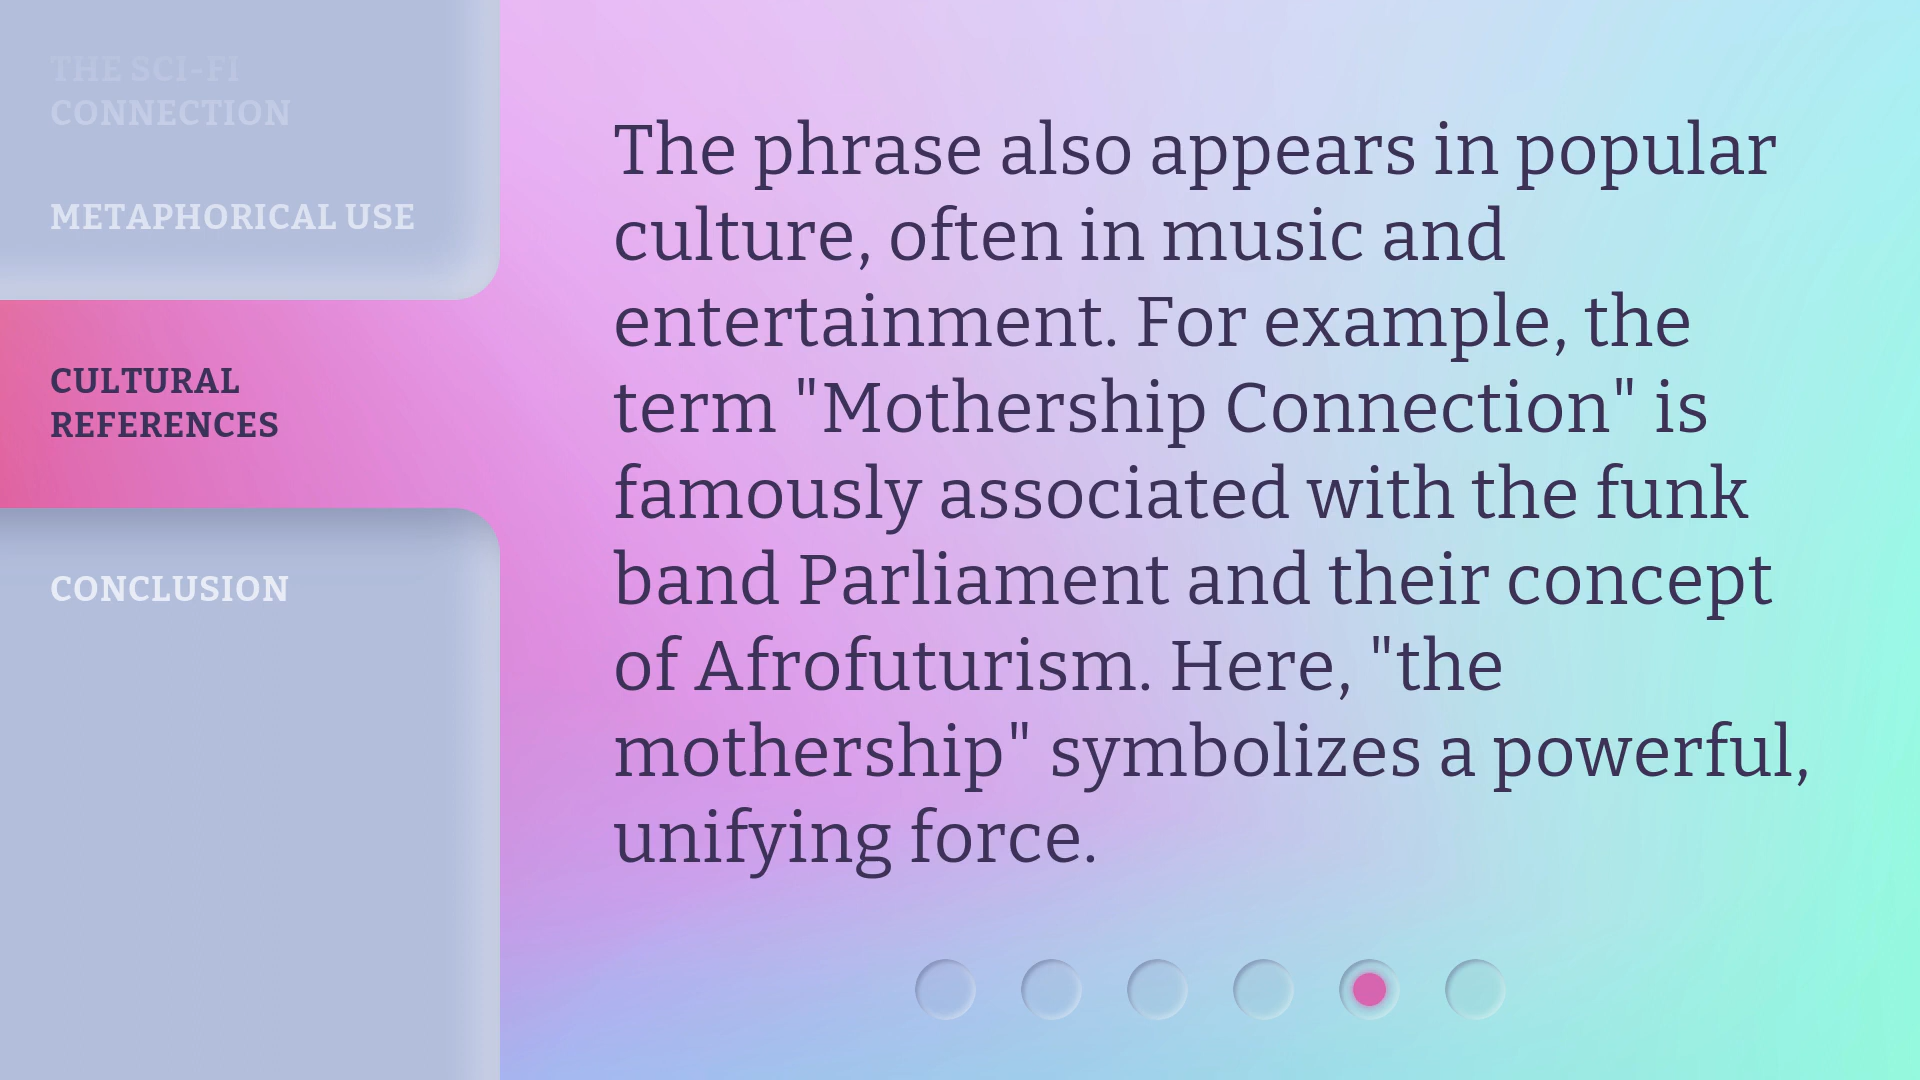 THE SCI-FI
CONNECTION
METAPHORICAL USE
CULTURAL
REFERENCES
CONCLUSION
The phrase also appears in popular
culture, often in music and
entertainment. For example, the
term "Mothership Connection" is
famously associated with the funk
band Parliament and their concept
of Afrofuturism. Here, "the
mothership" symbolizes a powerful,
unifying force.